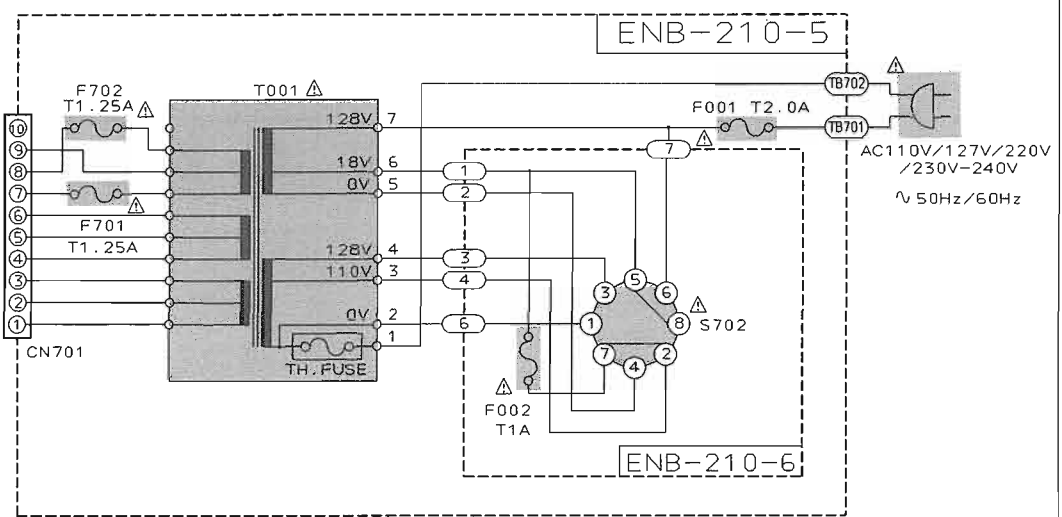 ENB-210-5
F702
T1.25A
T001
128V 7
18V 6
0V 5
128V 4
110V 3
0V 2
1
TH.FUSE
F701
T1.25A
10
9
8
7
6
5
4
3
2
1
CN701
F001 T2.0A
TB702
TB701
AC110V/127V/220V
/230V-240V
∿ 50Hz/60Hz
7
1
2
3
4
6
5
3
6
1
8
7
2
4
S702
F002
T1A
ENB-210-6